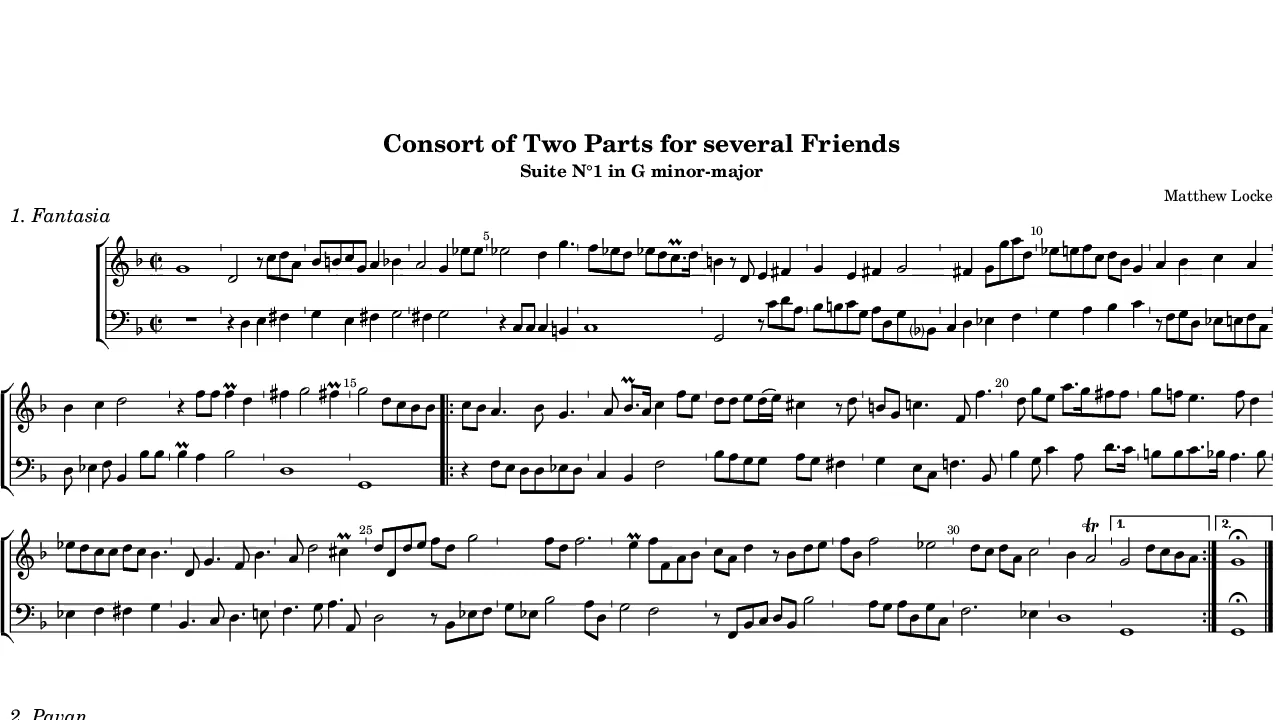 Consort of Two Parts for several Friends
Suite N°1 in G minor-major
Matthew Locke
1. Fantasia
5
10
15
20
25
30
1.
2.
2. Pavan